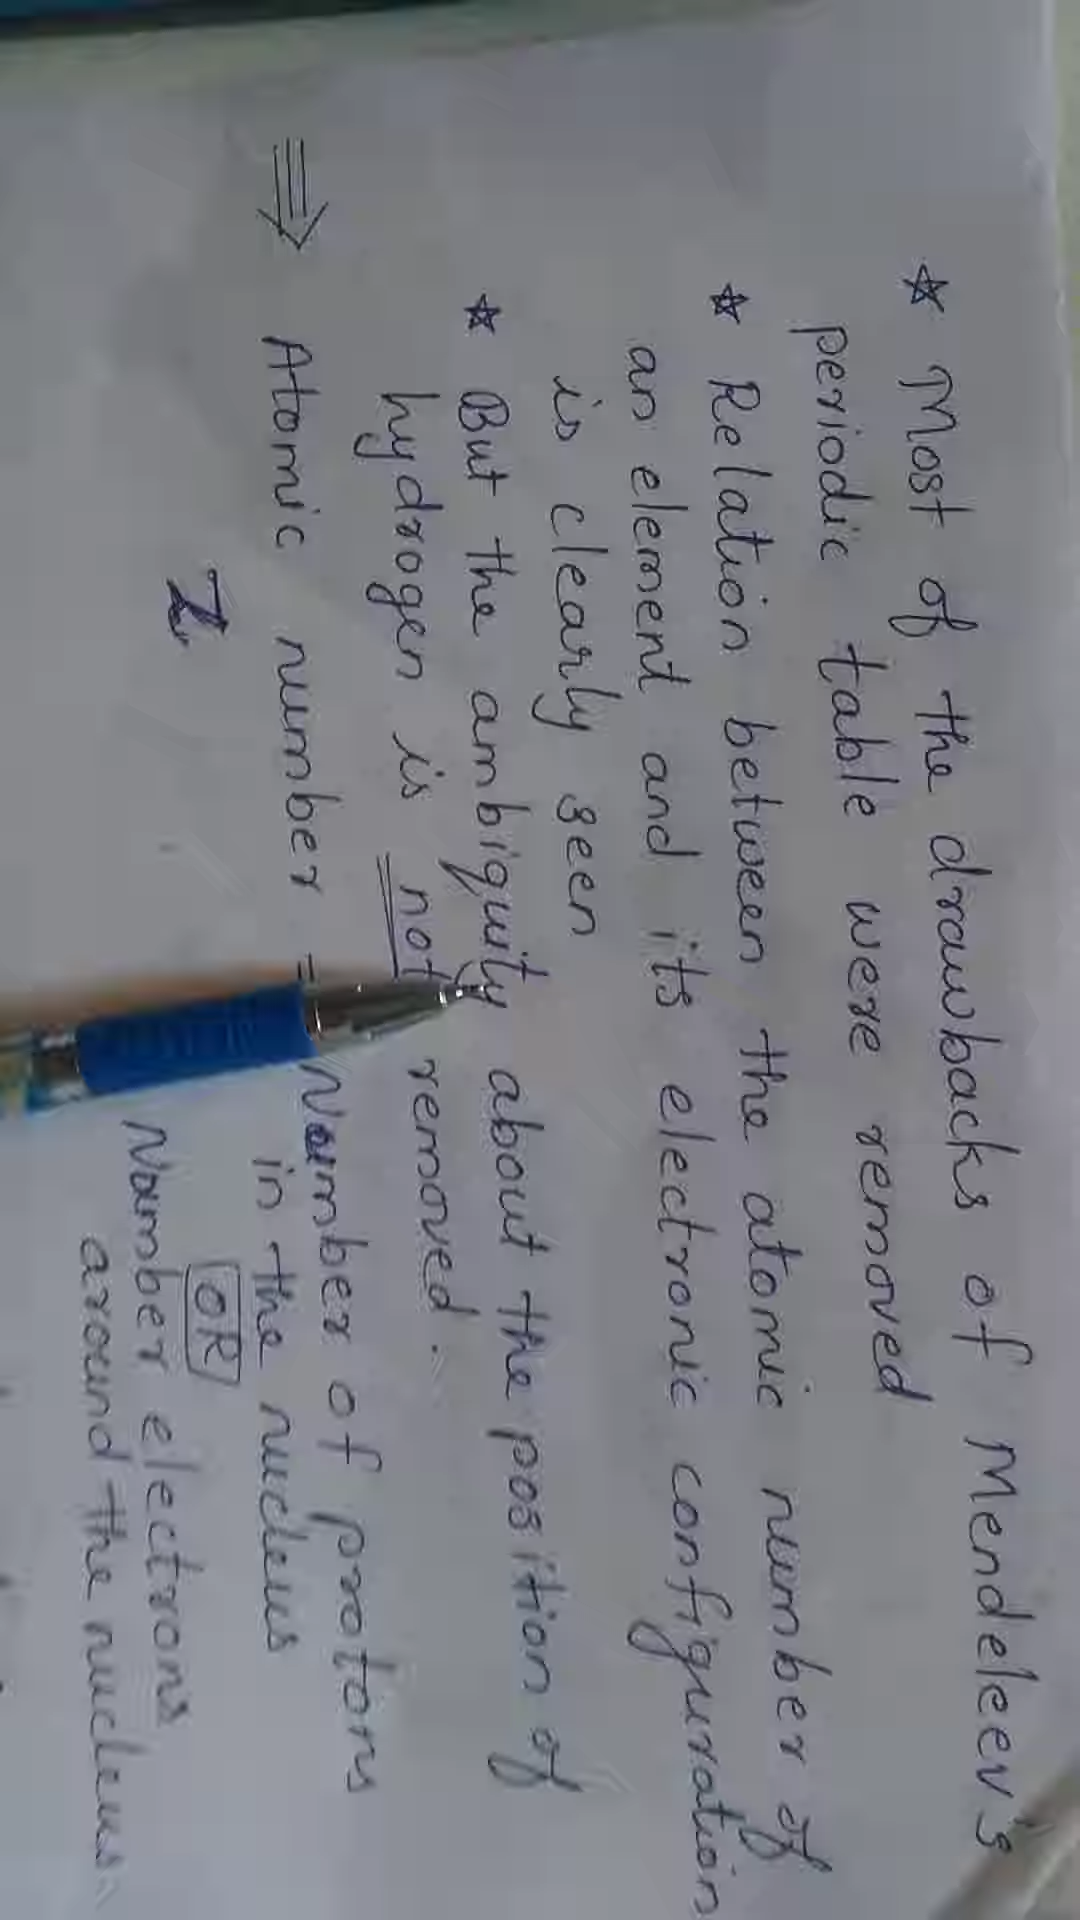 ☆ Most of the drawbacks of Mendeleev's
periodic table were removed
☆ Relation between the atomic number of
an element and its electronic configuration
is clearly seen
☆ But the ambiguity about the position of
hydrogen is not removed.
⇒ Atomic number = Number of protons
in the nucleus
Z
OR
Number electrons
around the nucleus